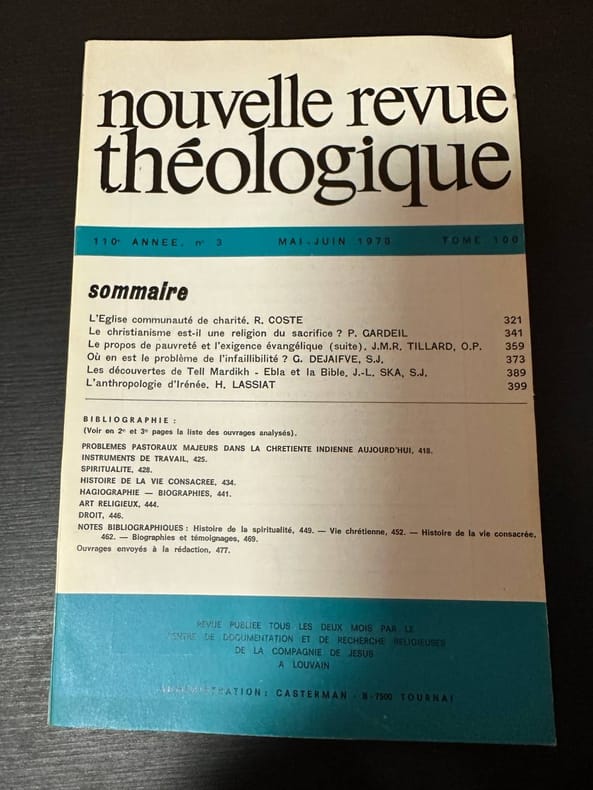 nouvelle revue
théologique
110e ANNEE, n° 3 MAI-JUIN 1978 TOME 100
sommaire
L'Eglise communauté de charité. R. COSTE 321
Le christianisme est-il une religion du sacrifice ? P. GARDEIL 341
Le propos de pauvreté et l'exigence évangélique (suite). J.M.R. TILLARD, O.P. 359
Où en est le problème de l'infaillibilité ? G. DEJAIFVE, S.J. 373
Les découvertes de Tell Mardikh - Ebla et la Bible. J.-L. SKA, S.J. 389
L'anthropologie d'Irénée. H. LASSIAT 399
BIBLIOGRAPHIE :
(Voir en 2e et 3e pages la liste des ouvrages analysés).
PROBLEMES PASTORAUX MAJEURS DANS LA CHRETIENTE INDIENNE AUJOURD'HUI, 418.
INSTRUMENTS DE TRAVAIL, 425.
SPIRITUALITE, 428.
HISTOIRE DE LA VIE CONSACREE, 434.
HAGIOGRAPHIE — BIOGRAPHIES, 441.
ART RELIGIEUX, 444.
DROIT, 446.
NOTES BIBLIOGRAPHIQUES : Histoire de la spiritualité, 449. — Vie chrétienne, 452. — Histoire de la vie consacrée,
462. — Biographies et témoignages, 469.
Ouvrages envoyés à la rédaction, 477.
REVUE PUBLIEE TOUS LES DEUX MOIS PAR LE
CENTRE DE DOCUMENTATION ET DE RECHERCHE RELIGIEUSES
DE LA COMPAGNIE DE JESUS
A LOUVAIN
ADMINISTRATION : CASTERMAN - B-7500 TOURNAI